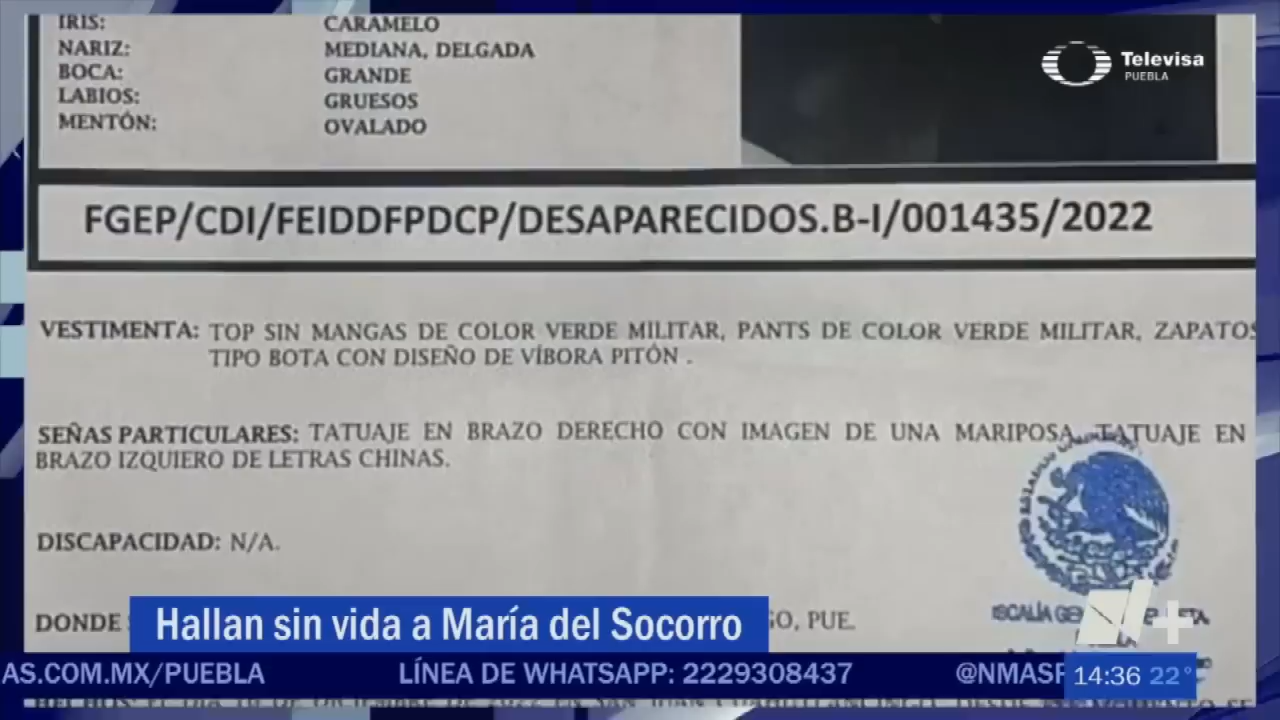 IRIS: CARAMELO
NARIZ: MEDIANA, DELGADA
BOCA: GRANDE
LABIOS: GRUESOS
MENTÓN: OVALADO
Televisa
PUEBLA
FGEP/CDI/FEIDDFPDCP/DESAPARECIDOS.B-I/001435/2022
VESTIMENTA: TOP SIN MANGAS DE COLOR VERDE MILITAR, PANTS DE COLOR VERDE MILITAR, ZAPATOS
TIPO BOTA CON DISEÑO DE VÍBORA PITÓN .
SEÑAS PARTICULARES: TATUAJE EN BRAZO DERECHO CON IMAGEN DE UNA MARIPOSA, TATUAJE EN
BRAZO IZQUIERO DE LETRAS CHINAS.
DISCAPACIDAD: N/A.
DONDE GO, PUE.
Hallan sin vida a María del Socorro
AS.COM.MX/PUEBLA LÍNEA DE WHATSAPP: 2229308437 @NMASP
14:36 22°